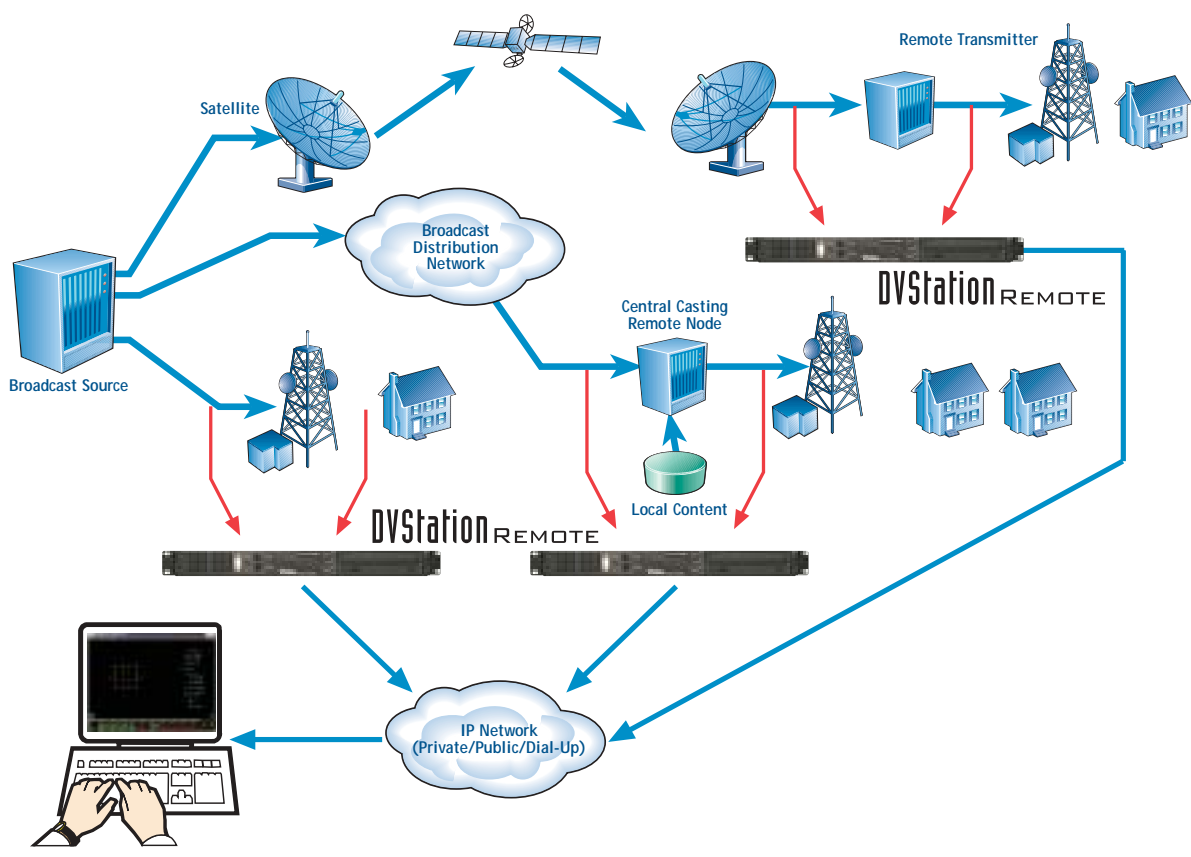 Remote Transmitter
Satellite
Broadcast
Distribution
Network
DVStation REMOTE
Central Casting
Remote Node
Broadcast Source
Local Content
DVStation REMOTE
IP Network
(Private/Public/Dial-Up)